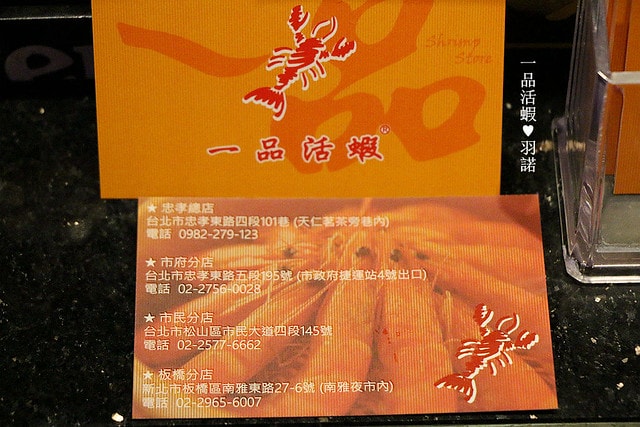 Shrimp
Store
一品
一品活蝦®
一品活蝦♥羽諾
★ 忠孝總店
台北市忠孝東路四段101巷 (天仁茗茶旁巷內)
電話 0982-279-123
★ 市府分店
台北市忠孝東路五段195號 (市政府捷運站4號出口)
電話 02-2756-0028
★ 市民分店
台北市松山區市民大道四段145號
電話 02-2577-6662
★ 板橋分店
新北市板橋區南雅東路27-6號 (南雅夜市內)
電話 02-2965-6007